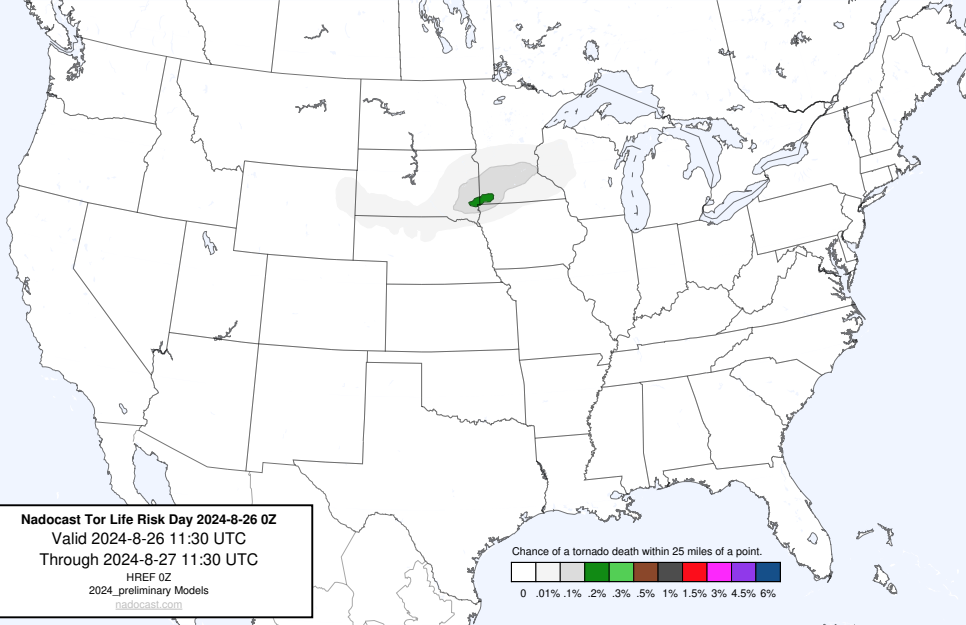 Nadocast Tor Life Risk Day 2024-8-26 0Z
Valid 2024-8-26 11:30 UTC
Through 2024-8-27 11:30 UTC
HREF 0Z
2024_preliminary Models
nadocast.com
Chance of a tornado death within 25 miles of a point.
0 .01% .1% .2% .3% .5% 1% 1.5% 3% 4.5% 6%